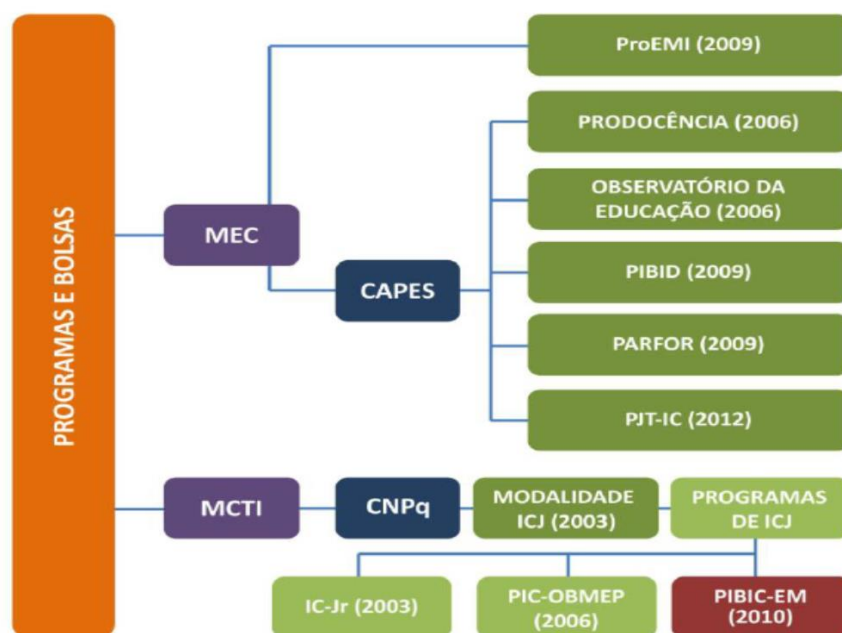 PROGRAMAS E BOLSAS
MEC
CAPES
ProEMI (2009)
PRODOCÊNCIA (2006)
OBSERVATÓRIO DA
EDUCAÇÃO (2006)
PIBID (2009)
PARFOR (2009)
PJT-IC (2012)
MCTI
CNPq
MODALIDADE
ICJ (2003)
PROGRAMAS
DE ICJ
IC-Jr (2003)
PIC-OBMEP
(2006)
PIBIC-EM
(2010)